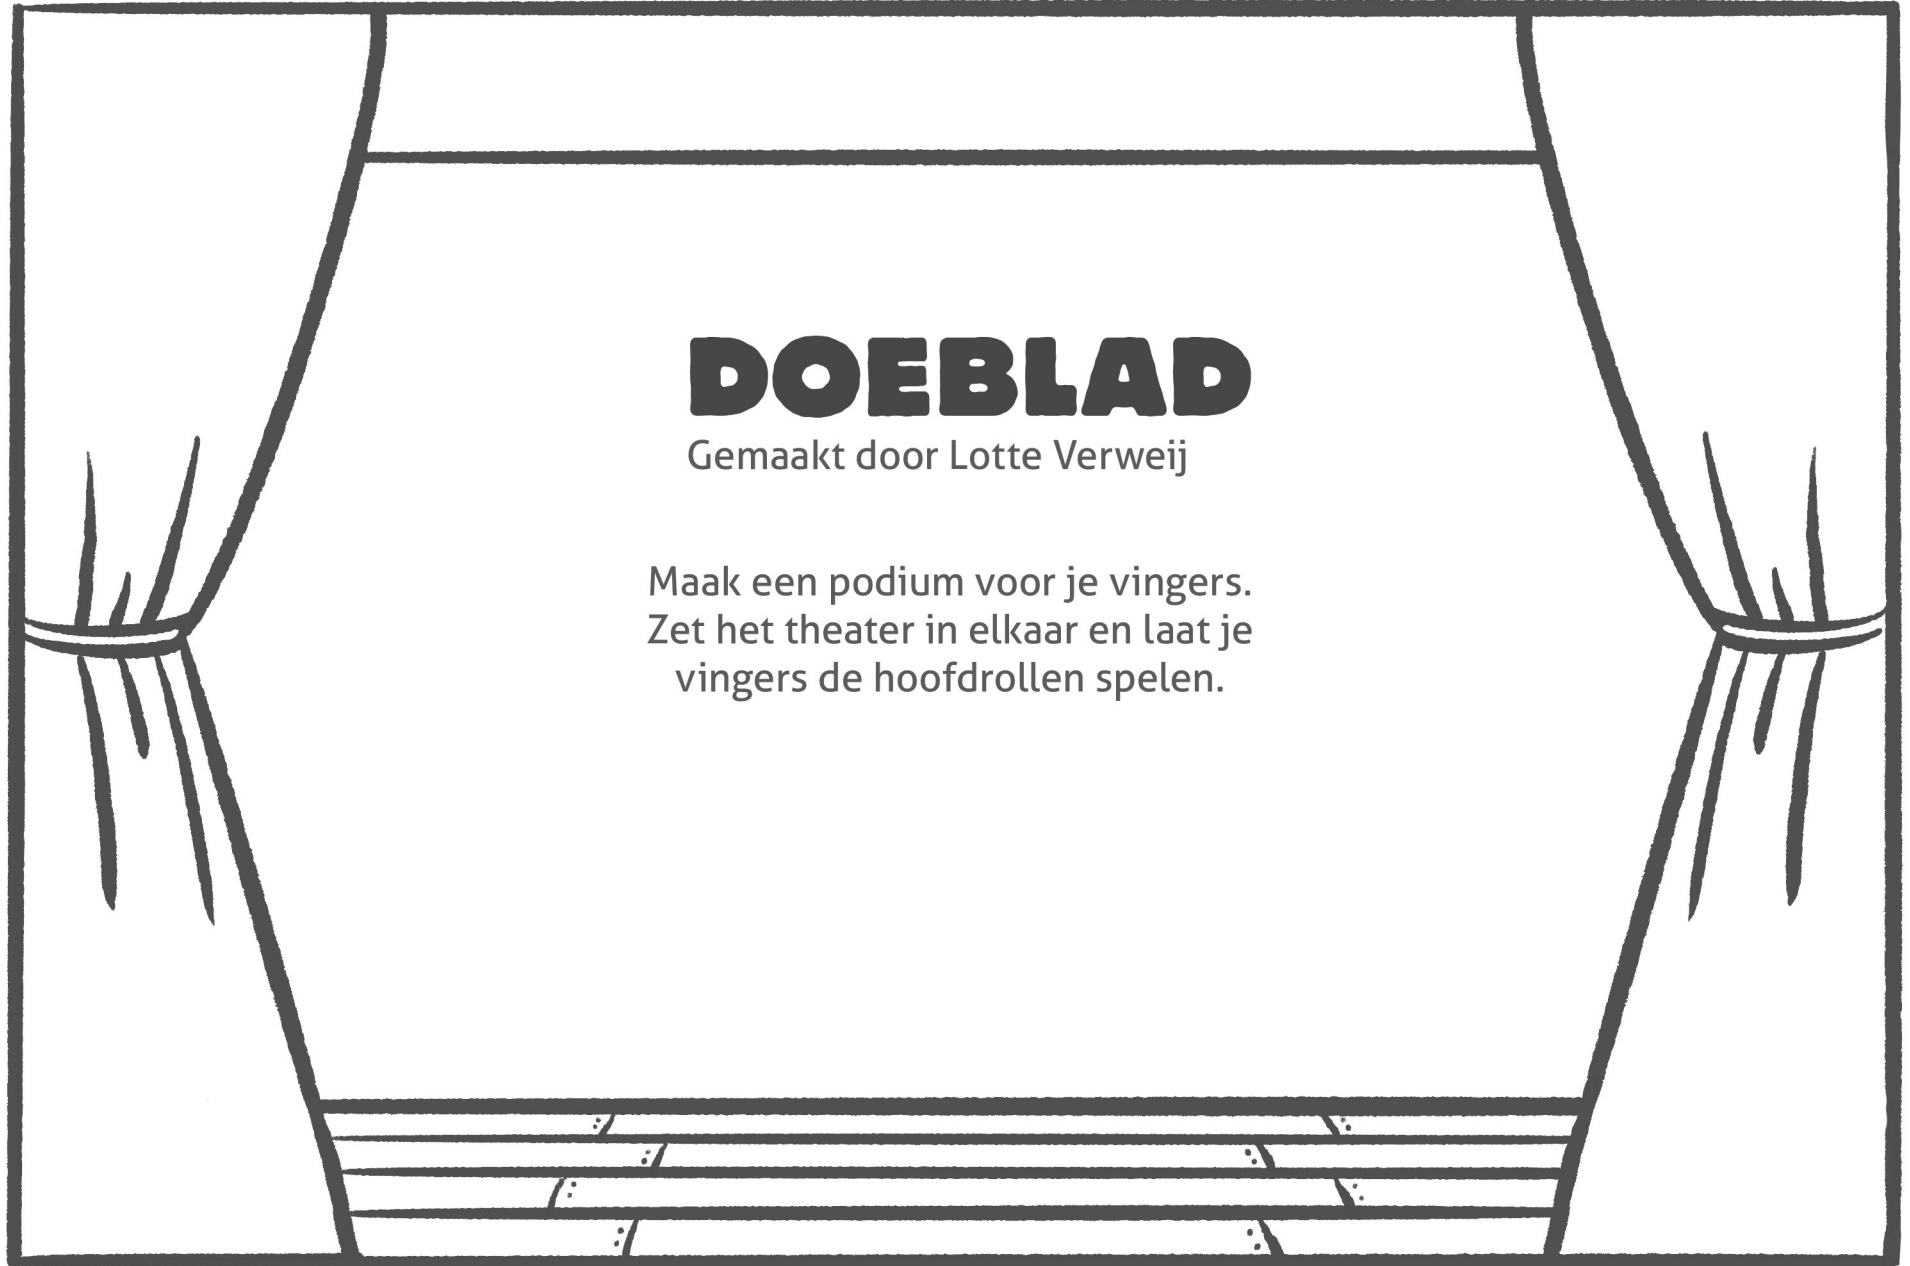 DOEBLAD
Gemaakt door Lotte Verweij
Maak een podium voor je vingers.
Zet het theater in elkaar en laat je
vingers de hoofdrollen spelen.